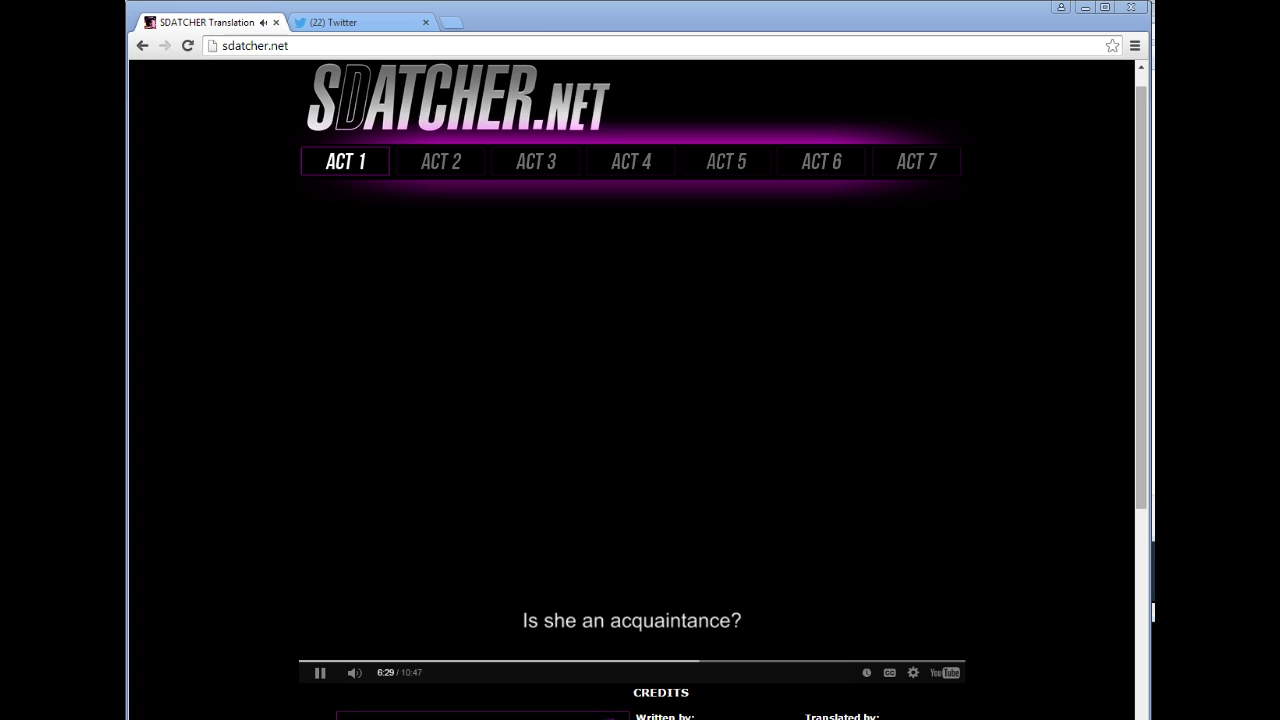 SDATCHER Translation
(22) Twitter
sdatcher.net
SDATCHER.NET
ACT 1
ACT 2
ACT 3
ACT 4
ACT 5
ACT 6
ACT 7
Is she an acquaintance?
6:29 / 10:47
CC
YouTube
CREDITS
Written by:
Translated by: